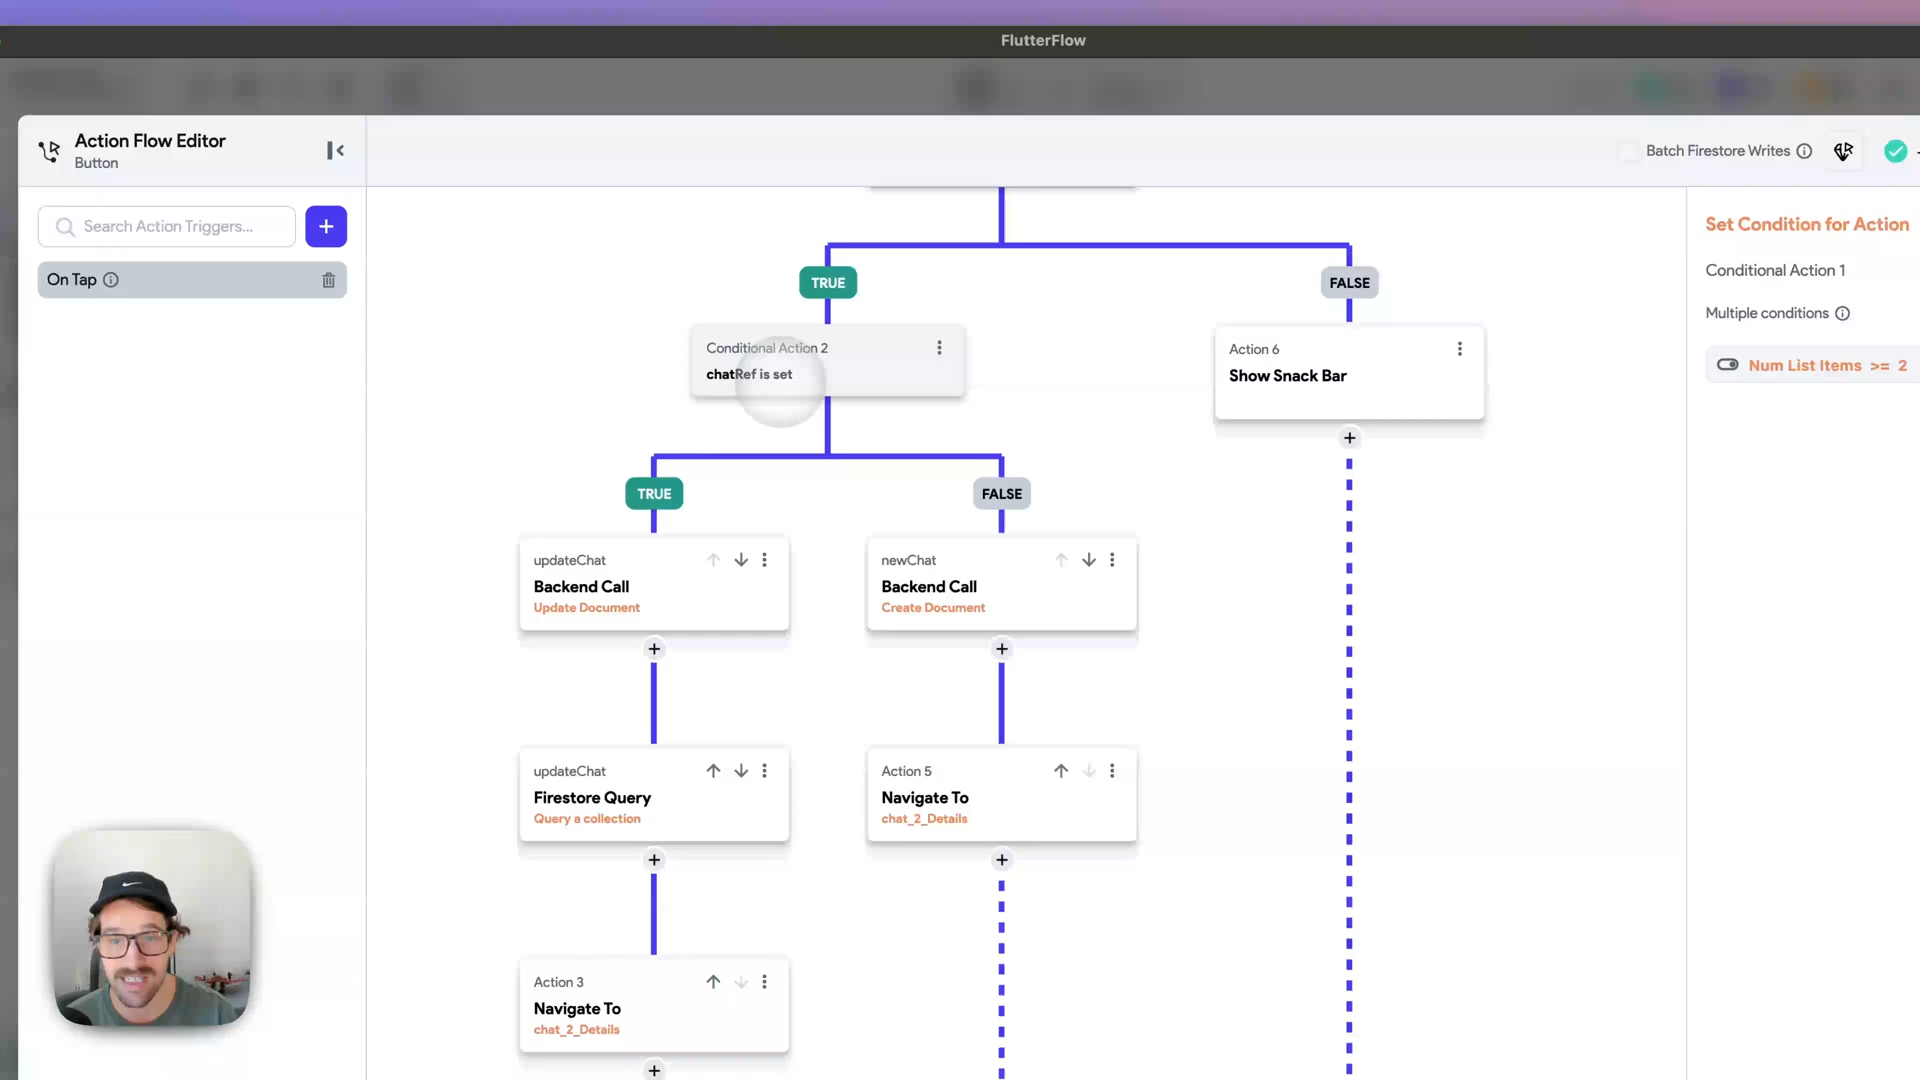 FlutterFlow
Action Flow Editor
Button
Batch Firestore Writes
Search Action Triggers...
+
On Tap
Set Condition for Action
Conditional Action 1
Multiple conditions
Num List Items >= 2
TRUE
FALSE
Conditional Action 2
chatRef is set
Action 6
Show Snack Bar
TRUE
FALSE
updateChat
Backend Call
Update Document
newChat
Backend Call
Create Document
updateChat
Firestore Query
Query a collection
Action 5
Navigate To
chat_2_Details
Action 3
Navigate To
chat_2_Details